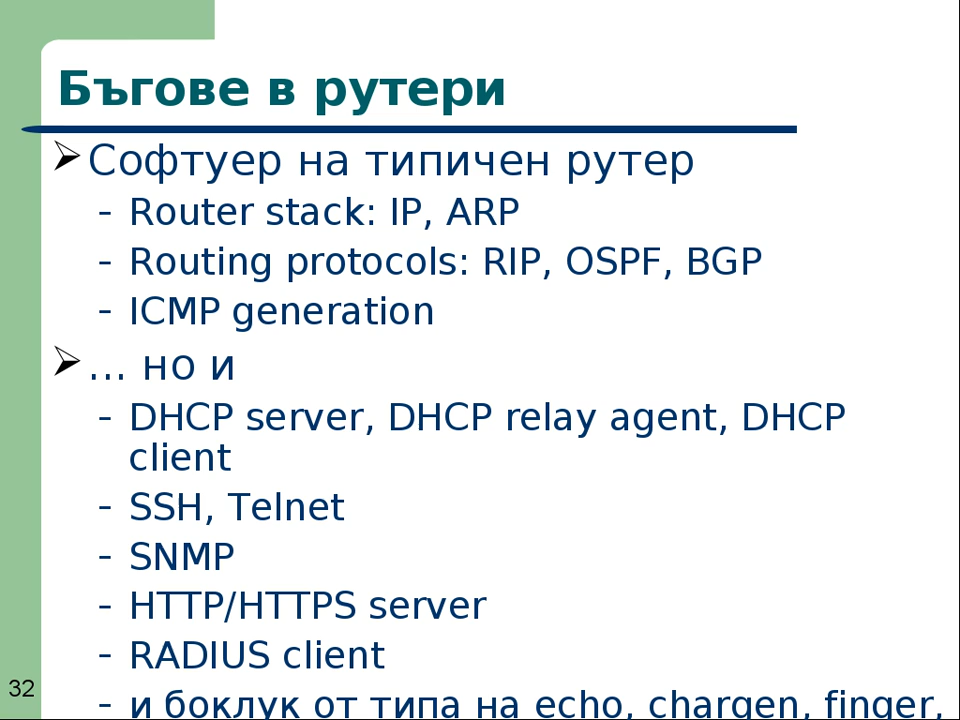 Бъгове в рутери
Софтуер на типичен рутер
- Router stack: IP, ARP
- Routing protocols: RIP, OSPF, BGP
- ICMP generation
... но и
- DHCP server, DHCP relay agent, DHCP
client
- SSH, Telnet
- SNMP
- HTTP/HTTPS server
- RADIUS client
- и боклук от типа на echo, chargen, finger,
32